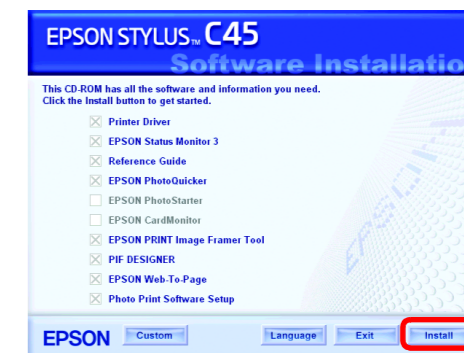 EPSON STYLUS™ C45
Software Installatio
This CD-ROM has all the software and information you need.
Click the Install button to get started.
Printer Driver
EPSON Status Monitor 3
Reference Guide
EPSON PhotoQuicker
EPSON PhotoStarter
EPSON CardMonitor
EPSON PRINT Image Framer Tool
PIF DESIGNER
EPSON Web-To-Page
Photo Print Software Setup
EPSON Custom Language Exit Install
EPSON